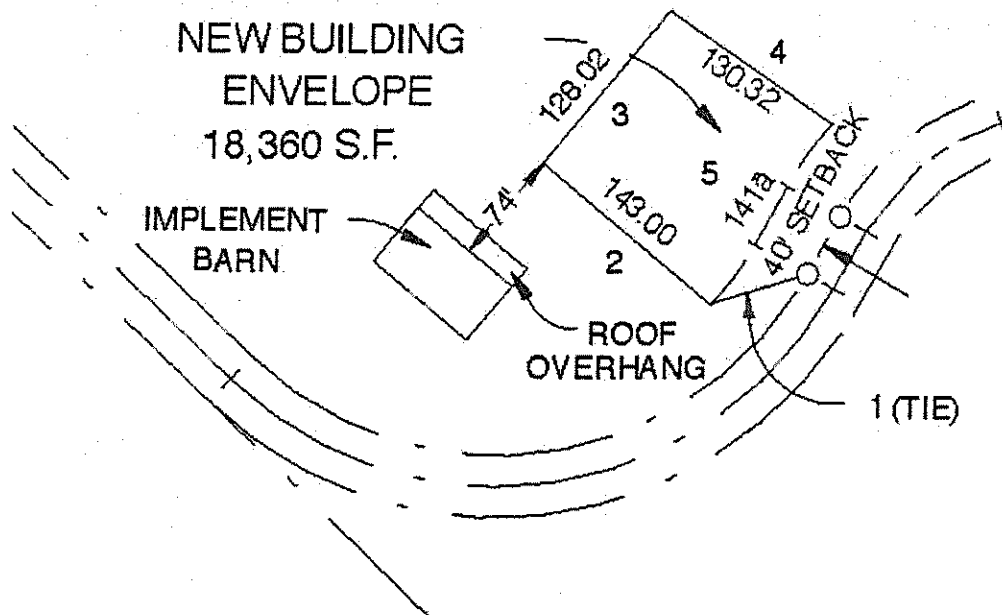 NEW BUILDING
ENVELOPE
18,360 S.F.
128.02
3
4
130.32
5
141a
40' SETBACK
143.00
2
74'
IMPLEMENT
BARN
ROOF
OVERHANG
1 (TIE)